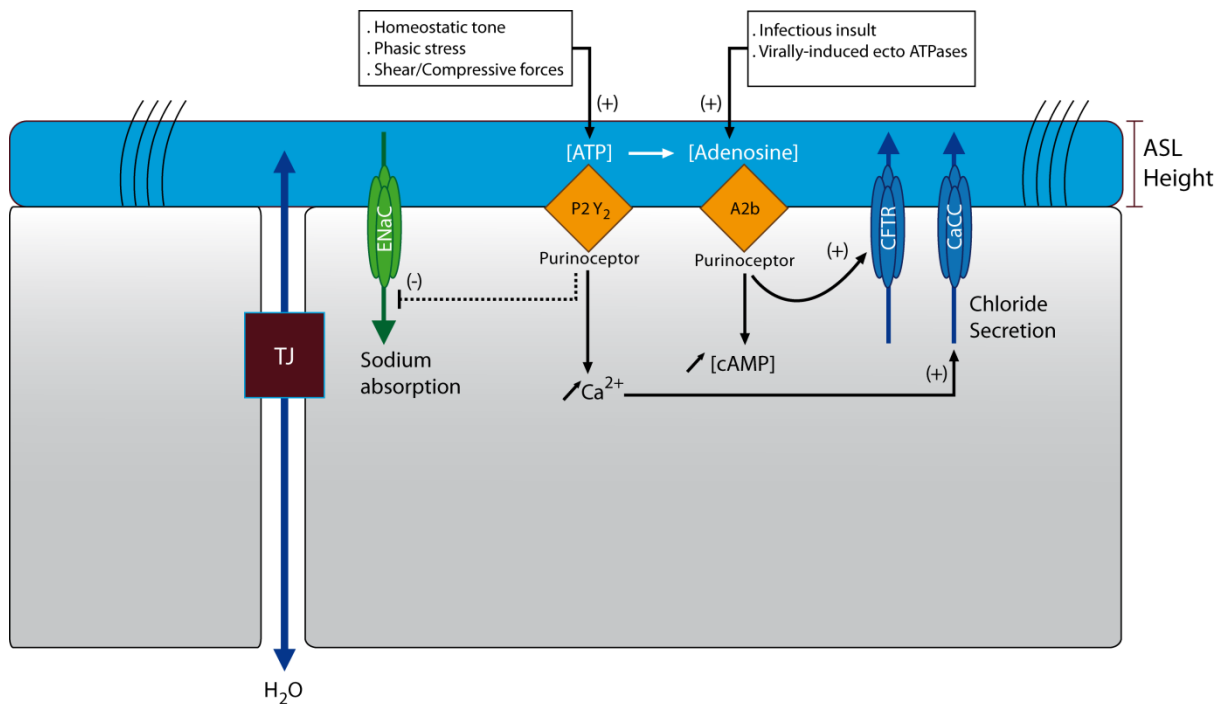 . Homeostatic tone
. Phasic stress
. Shear/Compressive forces
. Infectious insult
. Virally-induced ecto ATPases
(+)
(+)
[ATP]
[Adenosine]
ASL
Height
ENaC
P2 Y₂
A2b
CFTR
CaCC
Purinoceptor
Purinoceptor
(+)
(-)
TJ
Sodium
absorption
Chloride
Secretion
[cAMP]
(+)
Ca²⁺
H₂O